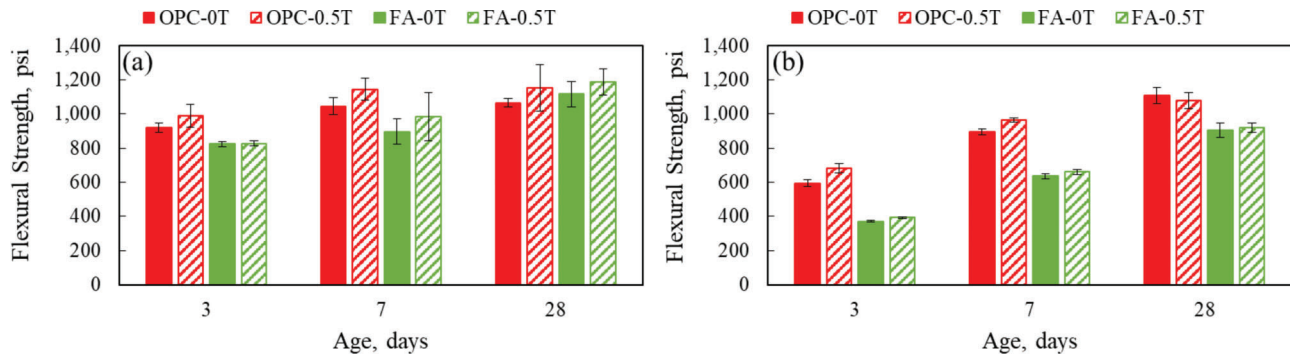 OPC-0T OPC-0.5T FA-0T FA-0.5T
(a)
Flexural Strength, psi
1,400
1,200
1,000
800
600
400
200
0
3 7 28
Age, days
OPC-0T OPC-0.5T FA-0T FA-0.5T
(b)
Flexural Strength, psi
1,400
1,200
1,000
800
600
400
200
0
3 7 28
Age, days